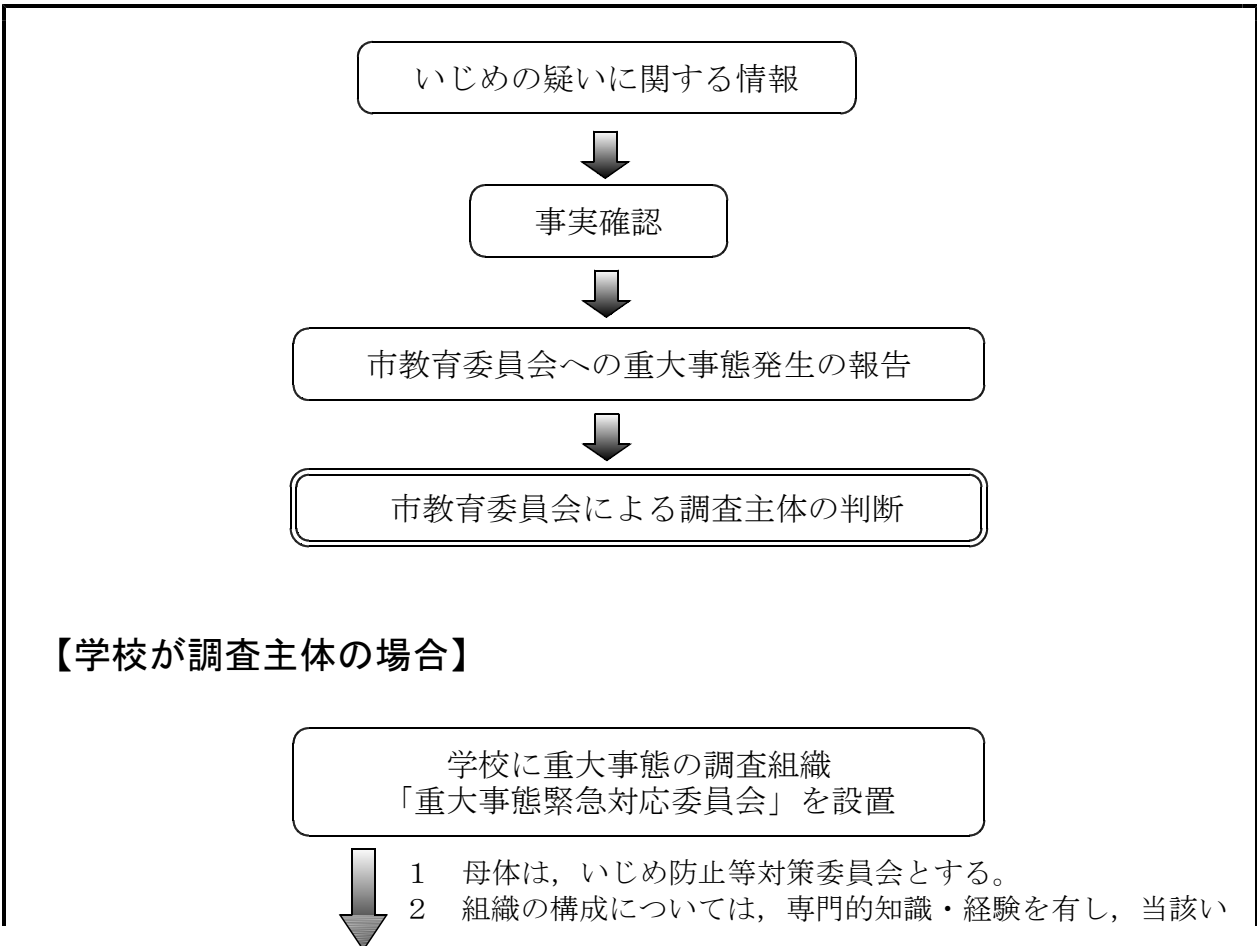 いじめの疑いに関する情報
事実確認
市教育委員会への重大事態発生の報告
市教育委員会による調査主体の判断
【学校が調査主体の場合】
学校に重大事態の調査組織
「重大事態緊急対応委員会」を設置
１　母体は，いじめ防止等対策委員会とする。
２　組織の構成については，専門的知識・経験を有し，当該い